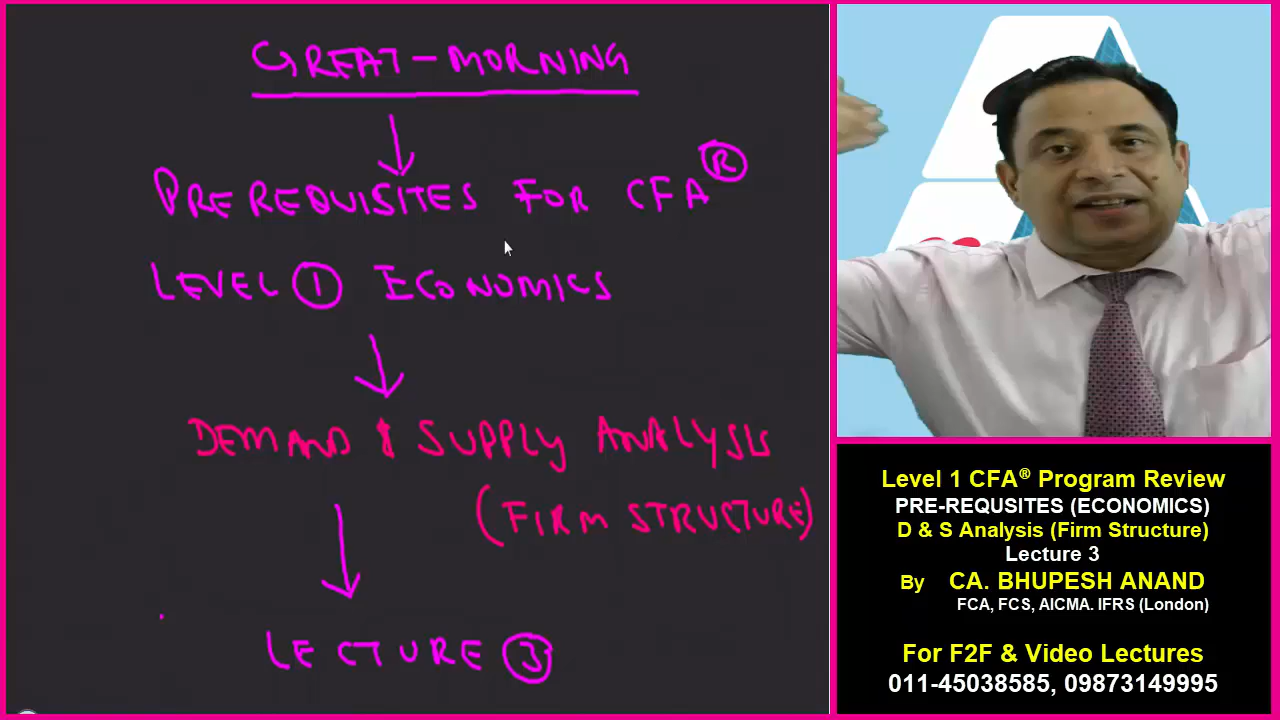 GREAT-MORNING
PREREQUISITES FOR CFA®
LEVEL ① ECONOMICS
DEMAND & SUPPLY ANALYSIS
(FIRM STRUCTURE)
LECTURE ③
Level 1 CFA® Program Review
PRE-REQUSITES (ECONOMICS)
D & S Analysis (Firm Structure)
Lecture 3
By CA. BHUPESH ANAND
FCA, FCS, AICMA. IFRS (London)
For F2F & Video Lectures
011-45038585, 09873149995